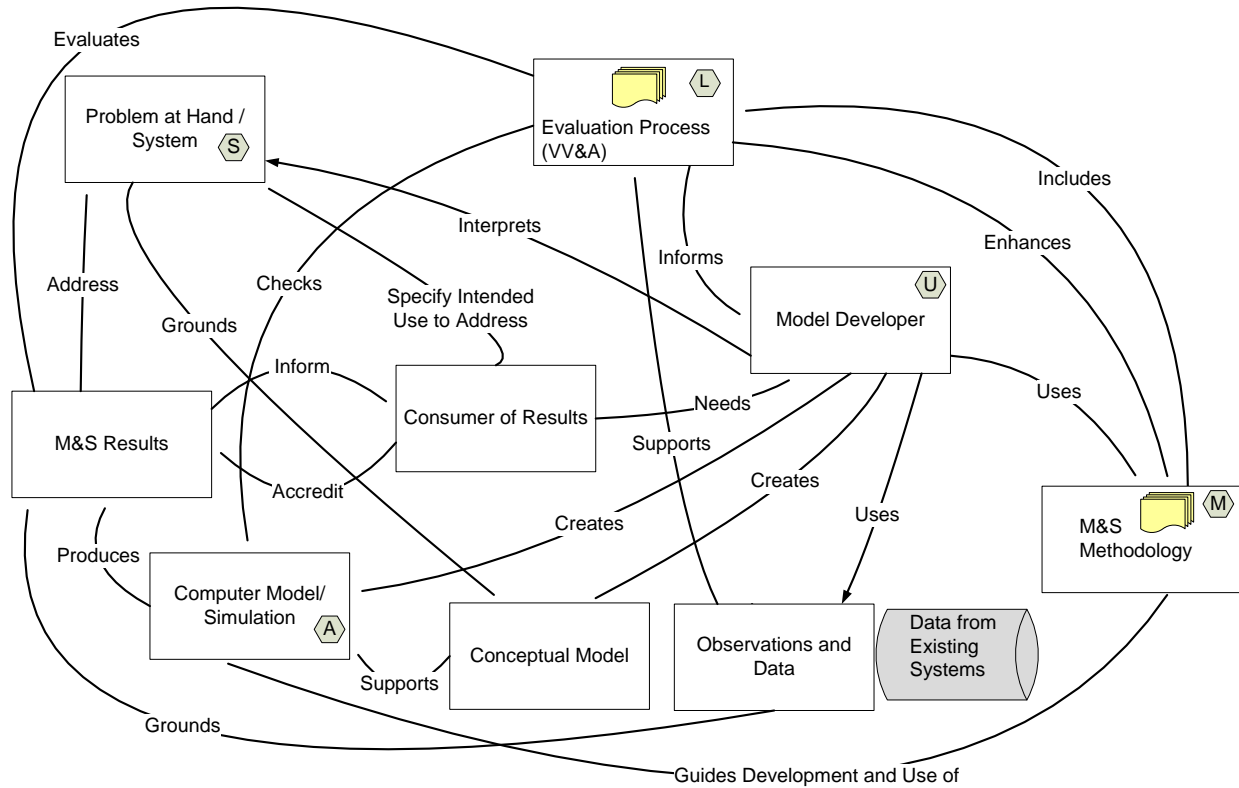 Evaluates
L
Problem at Hand /
System
S
Evaluation Process
(VV&A)
Includes
Interprets
Enhances
Informs
Address
Checks
U
Specify Intended
Use to Address
Grounds
Model Developer
Inform
Uses
Consumer of Results
Needs
M&S Results
Supports
Accredit
Creates
M
Creates
Uses
M&S
Methodology
Produces
Computer Model/
Simulation
A
Data from
Existing
Systems
Conceptual Model
Observations and
Data
Supports
Grounds
Guides Development and Use of